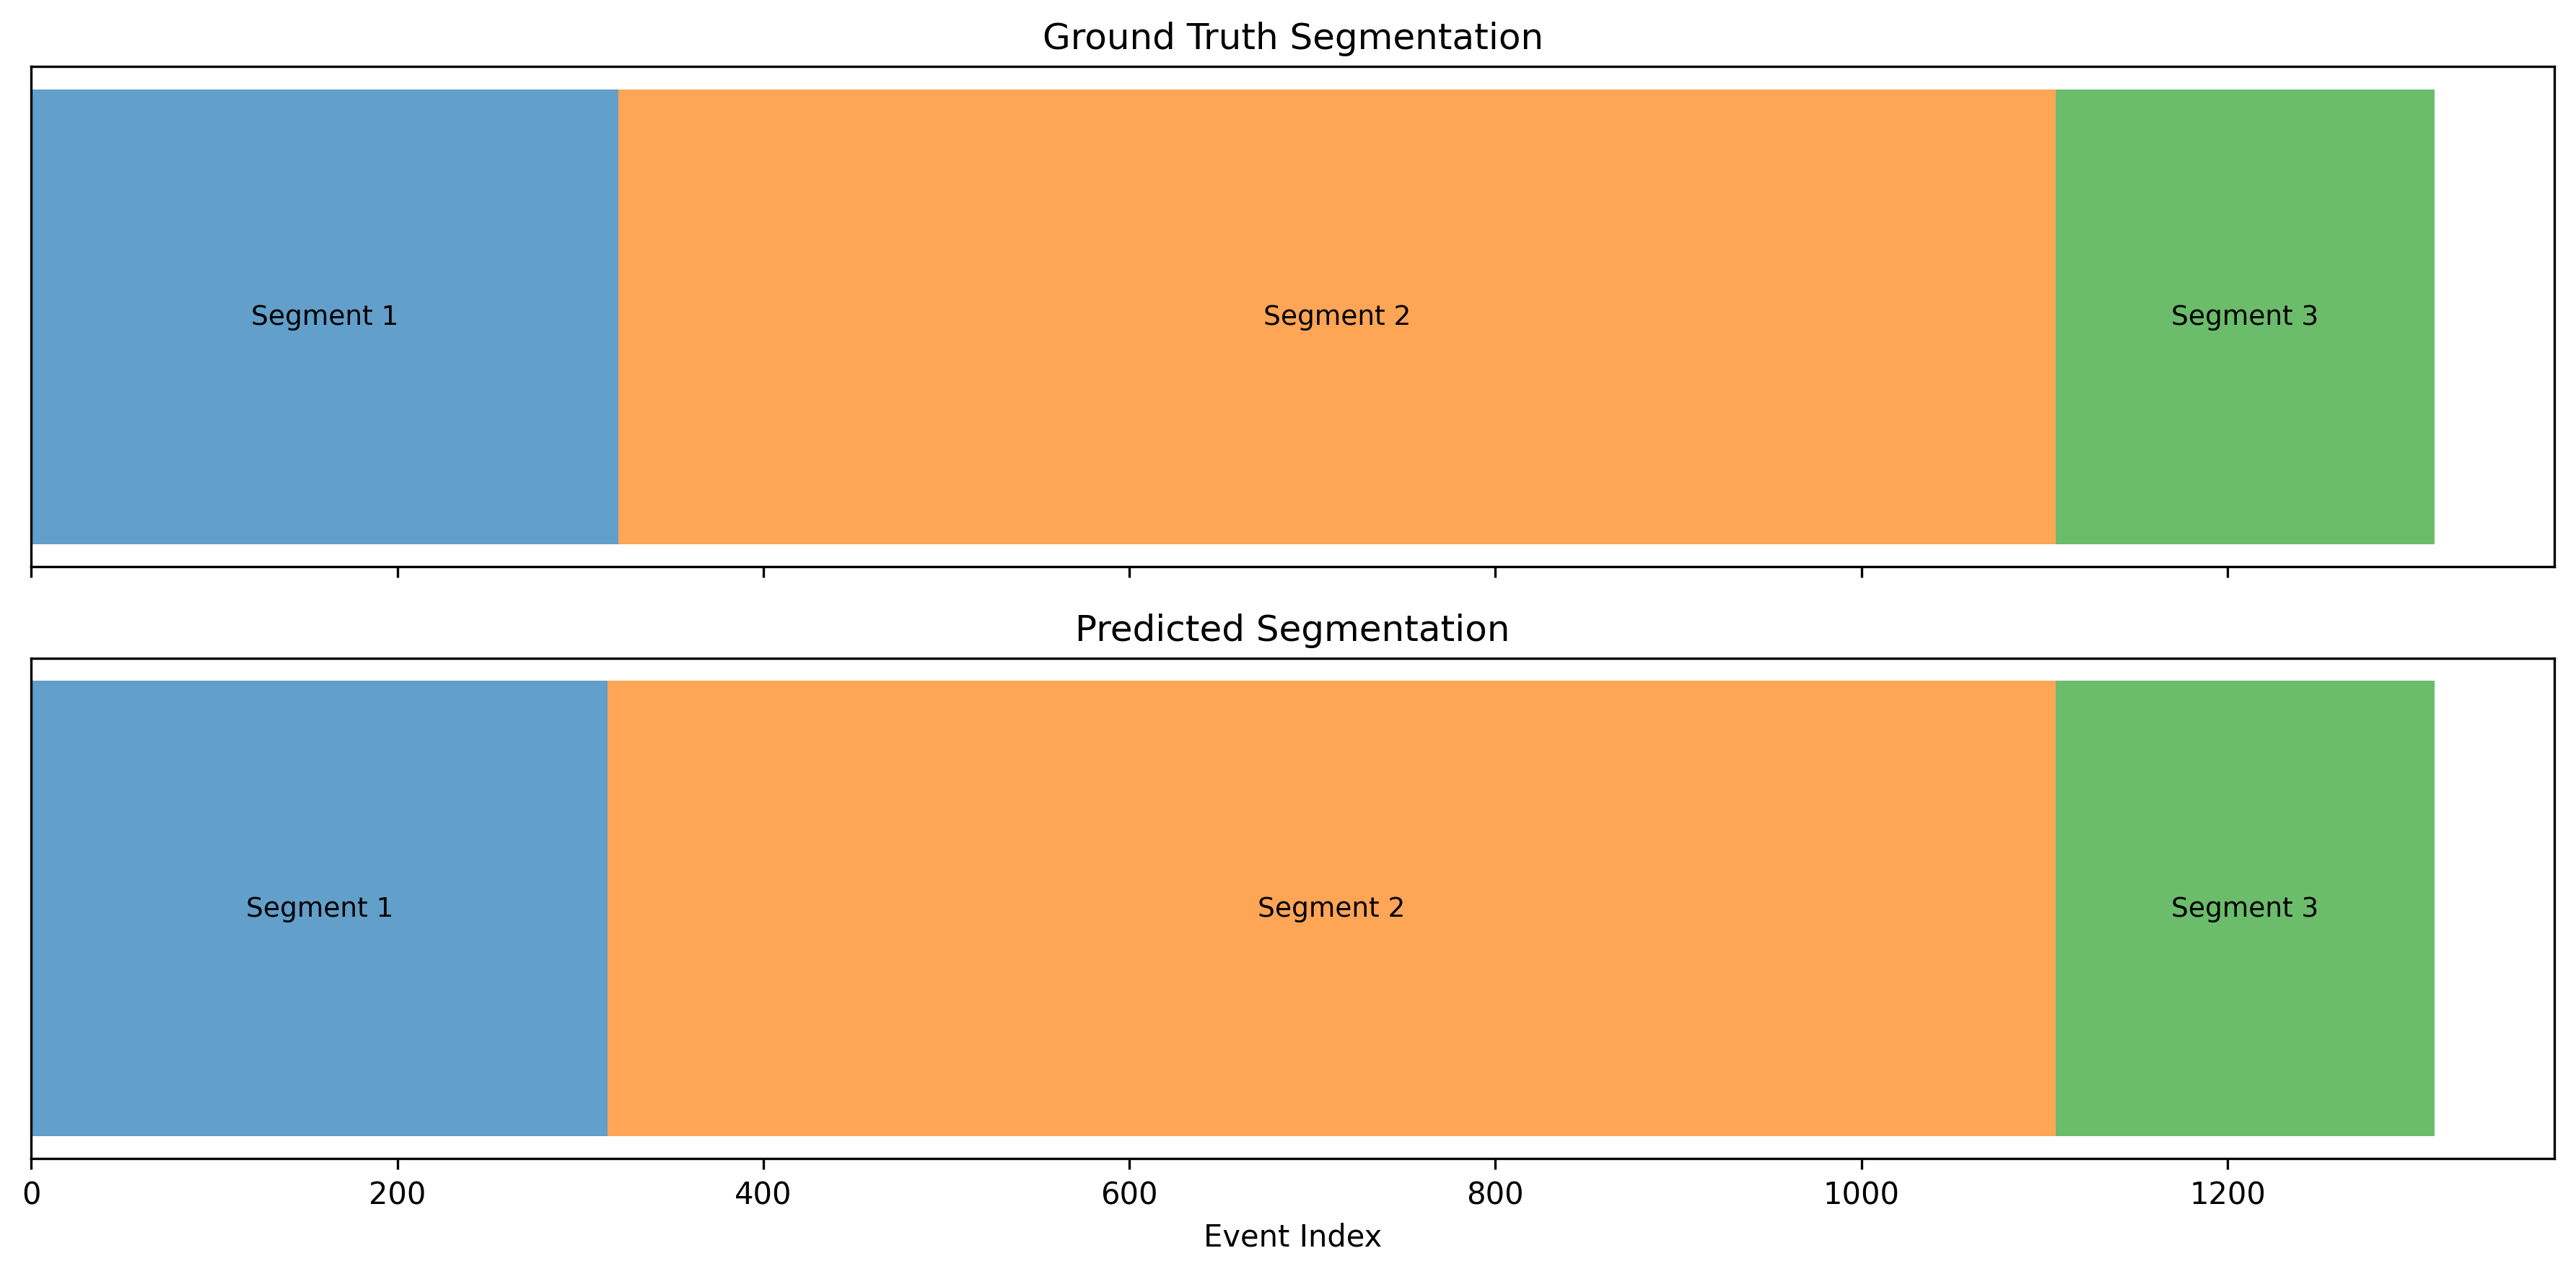 Ground Truth Segmentation
Segment 1
Segment 2
Segment 3
Predicted Segmentation
Segment 1
Segment 2
Segment 3
0 200 400 600 800 1000 1200
Event Index